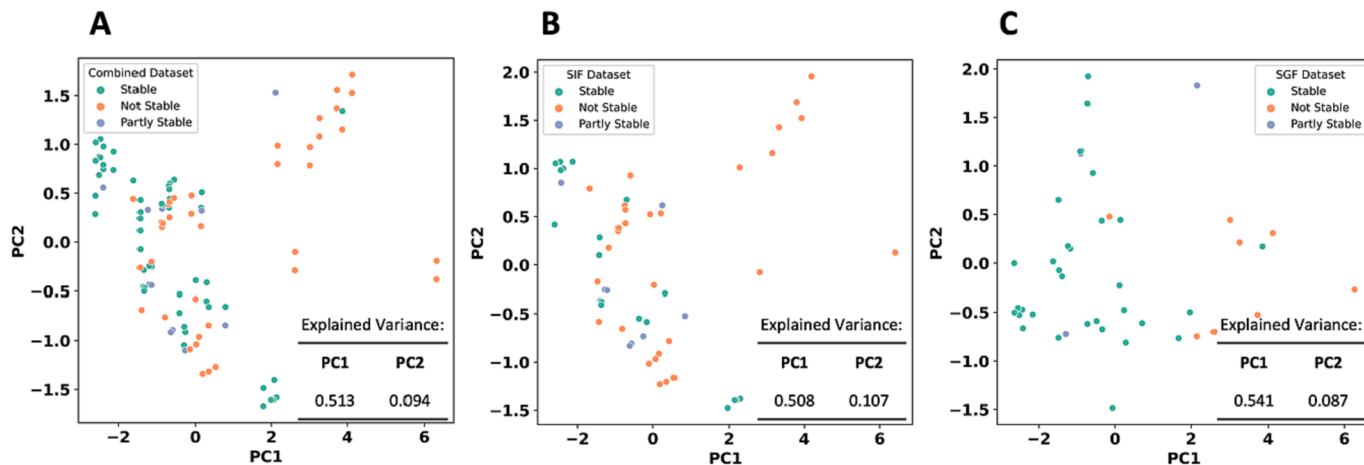 A
Combined Dataset
Stable
Not Stable
Partly Stable
PC2
1.5
1.0
0.5
0.0
−0.5
−1.0
−1.5
Explained Variance:
PC1 PC2
0.513 0.094
−2 0 2 4 6
PC1
B
SIF Dataset
Stable
Not Stable
Partly Stable
PC2
2.0
1.5
1.0
0.5
0.0
−0.5
−1.0
−1.5
Explained Variance:
PC1 PC2
0.508 0.107
−2 0 2 4 6
PC1
C
SGF Dataset
Stable
Not Stable
Partly Stable
PC2
2.0
1.5
1.0
0.5
0.0
−0.5
−1.0
−1.5
Explained Variance:
PC1 PC2
0.541 0.087
−2 0 2 4 6
PC1